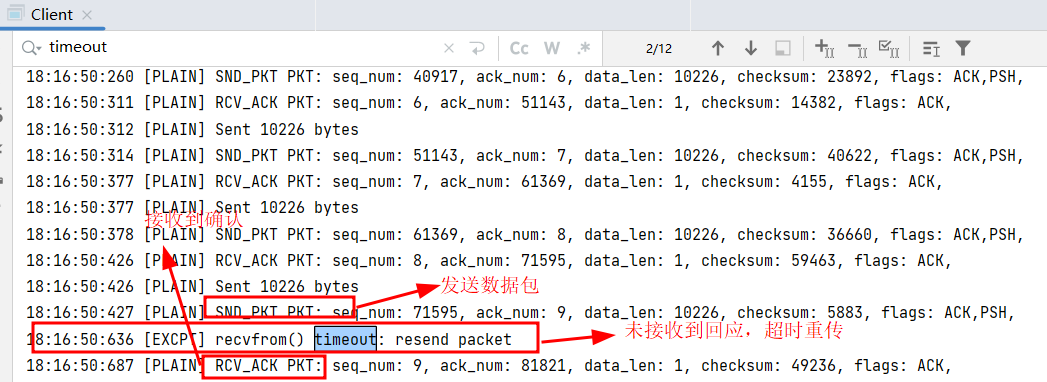 Client
timeout
Cc W .* 2/12
18:16:50:260 [PLAIN] SND_PKT PKT: seq_num: 40917, ack_num: 6, data_len: 10226, checksum: 23892, flags: ACK,PSH,
18:16:50:311 [PLAIN] RCV_ACK PKT: seq_num: 6, ack_num: 51143, data_len: 1, checksum: 14382, flags: ACK,
18:16:50:312 [PLAIN] Sent 10226 bytes
18:16:50:314 [PLAIN] SND_PKT PKT: seq_num: 51143, ack_num: 7, data_len: 10226, checksum: 40622, flags: ACK,PSH,
18:16:50:377 [PLAIN] RCV_ACK PKT: seq_num: 7, ack_num: 61369, data_len: 1, checksum: 4155, flags: ACK,
18:16:50:377 [PLAIN] Sent 10226 bytes
接收到确认
18:16:50:378 [PLAIN] SND_PKT PKT: seq_num: 61369, ack_num: 8, data_len: 10226, checksum: 36660, flags: ACK,PSH,
18:16:50:426 [PLAIN] RCV_ACK PKT: seq_num: 8, ack_num: 71595, data_len: 1, checksum: 59463, flags: ACK,
18:16:50:426 [PLAIN] Sent 10226 bytes
发送数据包
18:16:50:427 [PLAIN] SND_PKT PKT: seq_num: 71595, ack_num: 9, data_len: 10226, checksum: 5883, flags: ACK,PSH,
18:16:50:636 [EXCPT] recvfrom() timeout: resend packet
未接收到回应，超时重传
18:16:50:687 [PLAIN] RCV_ACK PKT: seq_num: 9, ack_num: 81821, data_len: 1, checksum: 49236, flags: ACK,